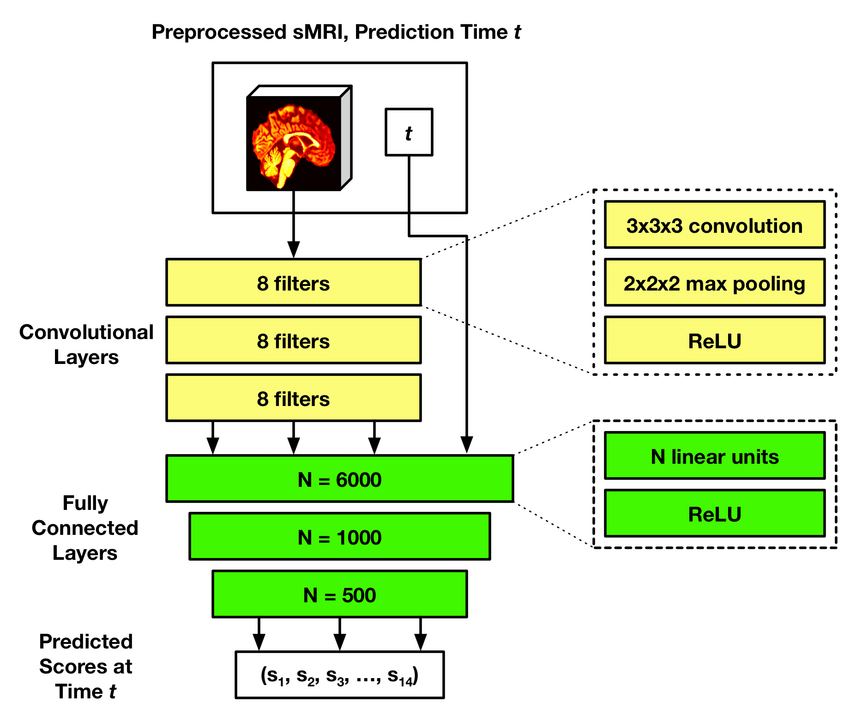 Preprocessed sMRI, Prediction Time t
t
3x3x3 convolution
2x2x2 max pooling
ReLU
Convolutional
Layers
8 filters
8 filters
8 filters
N linear units
ReLU
Fully
Connected
Layers
N = 6000
N = 1000
N = 500
Predicted
Scores at
Time t
(s1, s2, s3, …, s14)